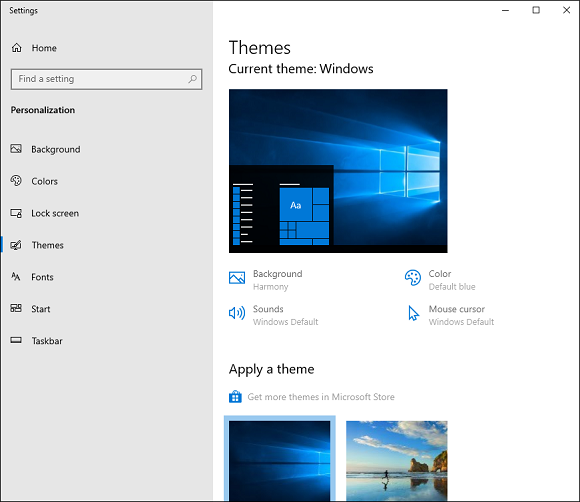 Settings
Home
Find a setting
Personalization
Background
Colors
Lock screen
Themes
Fonts
Start
Taskbar
Themes
Current theme: Windows
Aa
Background
Harmony
Color
Default blue
Sounds
Windows Default
Mouse cursor
Windows Default
Apply a theme
Get more themes in Microsoft Store